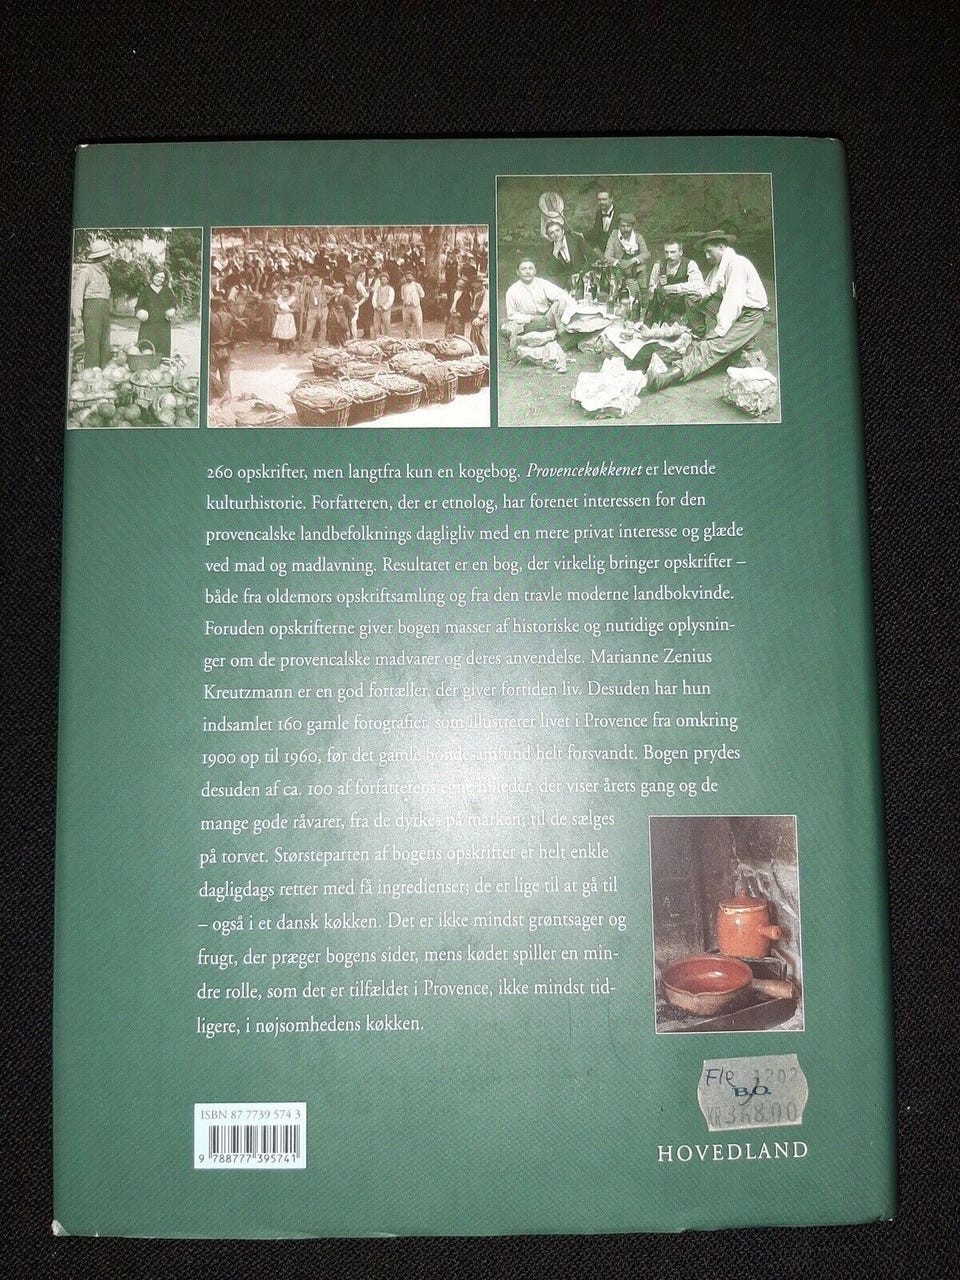 260 opskrifter, men langtfra kun en kogebog. Provencekøkkenet er levende
kulturhistorie. Forfatteren, der er etnolog, har forenet interessen for den
provencalske landbefolknings dagligliv med en mere privat interesse og glæde
ved mad og madlavning. Resultatet er en bog, der virkelig bringer opskrifter –
både fra oldemors opskriftsamling og fra den travle moderne landbokvinde.
Foruden opskrifterne giver bogen masser af historiske og nutidige oplysnin-
ger om de provencalske madvarer og deres anvendelse. Marianne Zenius
Kreutzmann er en god fortæller, der giver fortiden liv. Desuden har hun
indsamlet 160 gamle fotografier, som illustrerer livet i Provence fra omkring
1900 op til 1960, før det gamle bondesamfund helt forsvandt. Bogen prydes
desuden af ca. 100 af forfatterens egne billeder, der viser årets gang og de
mange gode råvarer, fra de dyrkes på marken, til de sælges
på torvet. Størsteparten af bogens opskrifter er helt enkle
dagligdags retter med få ingredienser; de er lige til at gå til
– også i et dansk køkken. Det er ikke mindst grøntsager og
frugt, der præger bogens sider, mens kødet spiller en min-
dre rolle, som det er tilfældet i Provence, ikke mindst tid-
ligere, i nøjsomhedens køkken.
Fle 1202
B.O.
KR 368.00
ISBN 87 7739 574 3
9 788777 395741
HOVEDLAND